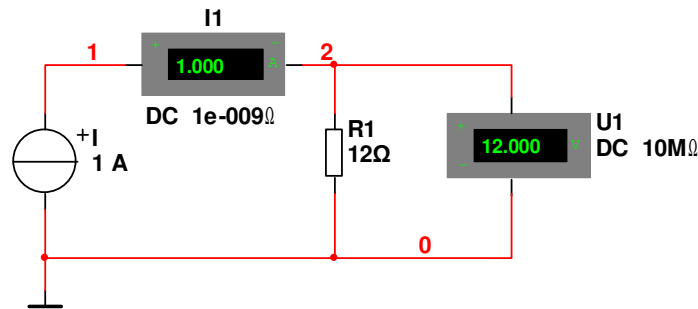 I1
1 + − 2
1.000 A
DC 1e-009Ω
+ I
1 A
R1
12Ω
+ U1
12.000 V DC 10MΩ
−
0